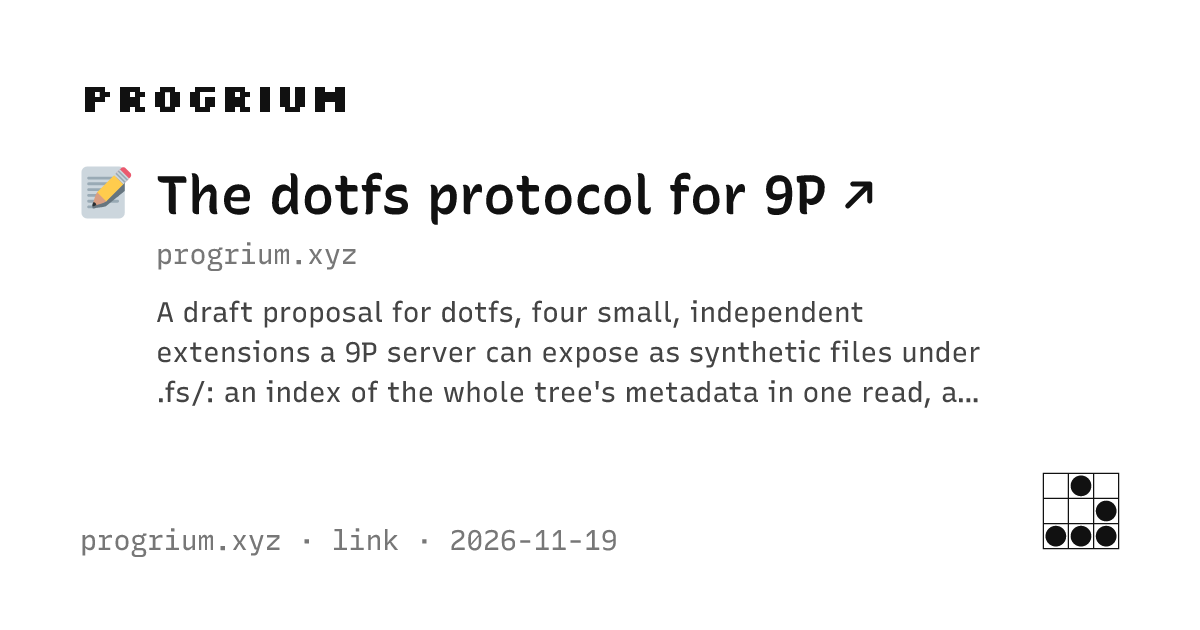 PROGRIUM
The dotfs protocol for 9P ↗
progrium.xyz
A draft proposal for dotfs, four small, independent
extensions a 9P server can expose as synthetic files under
.fs/: an index of the whole tree's metadata in one read, a...
progrium.xyz · link · 2026-11-19